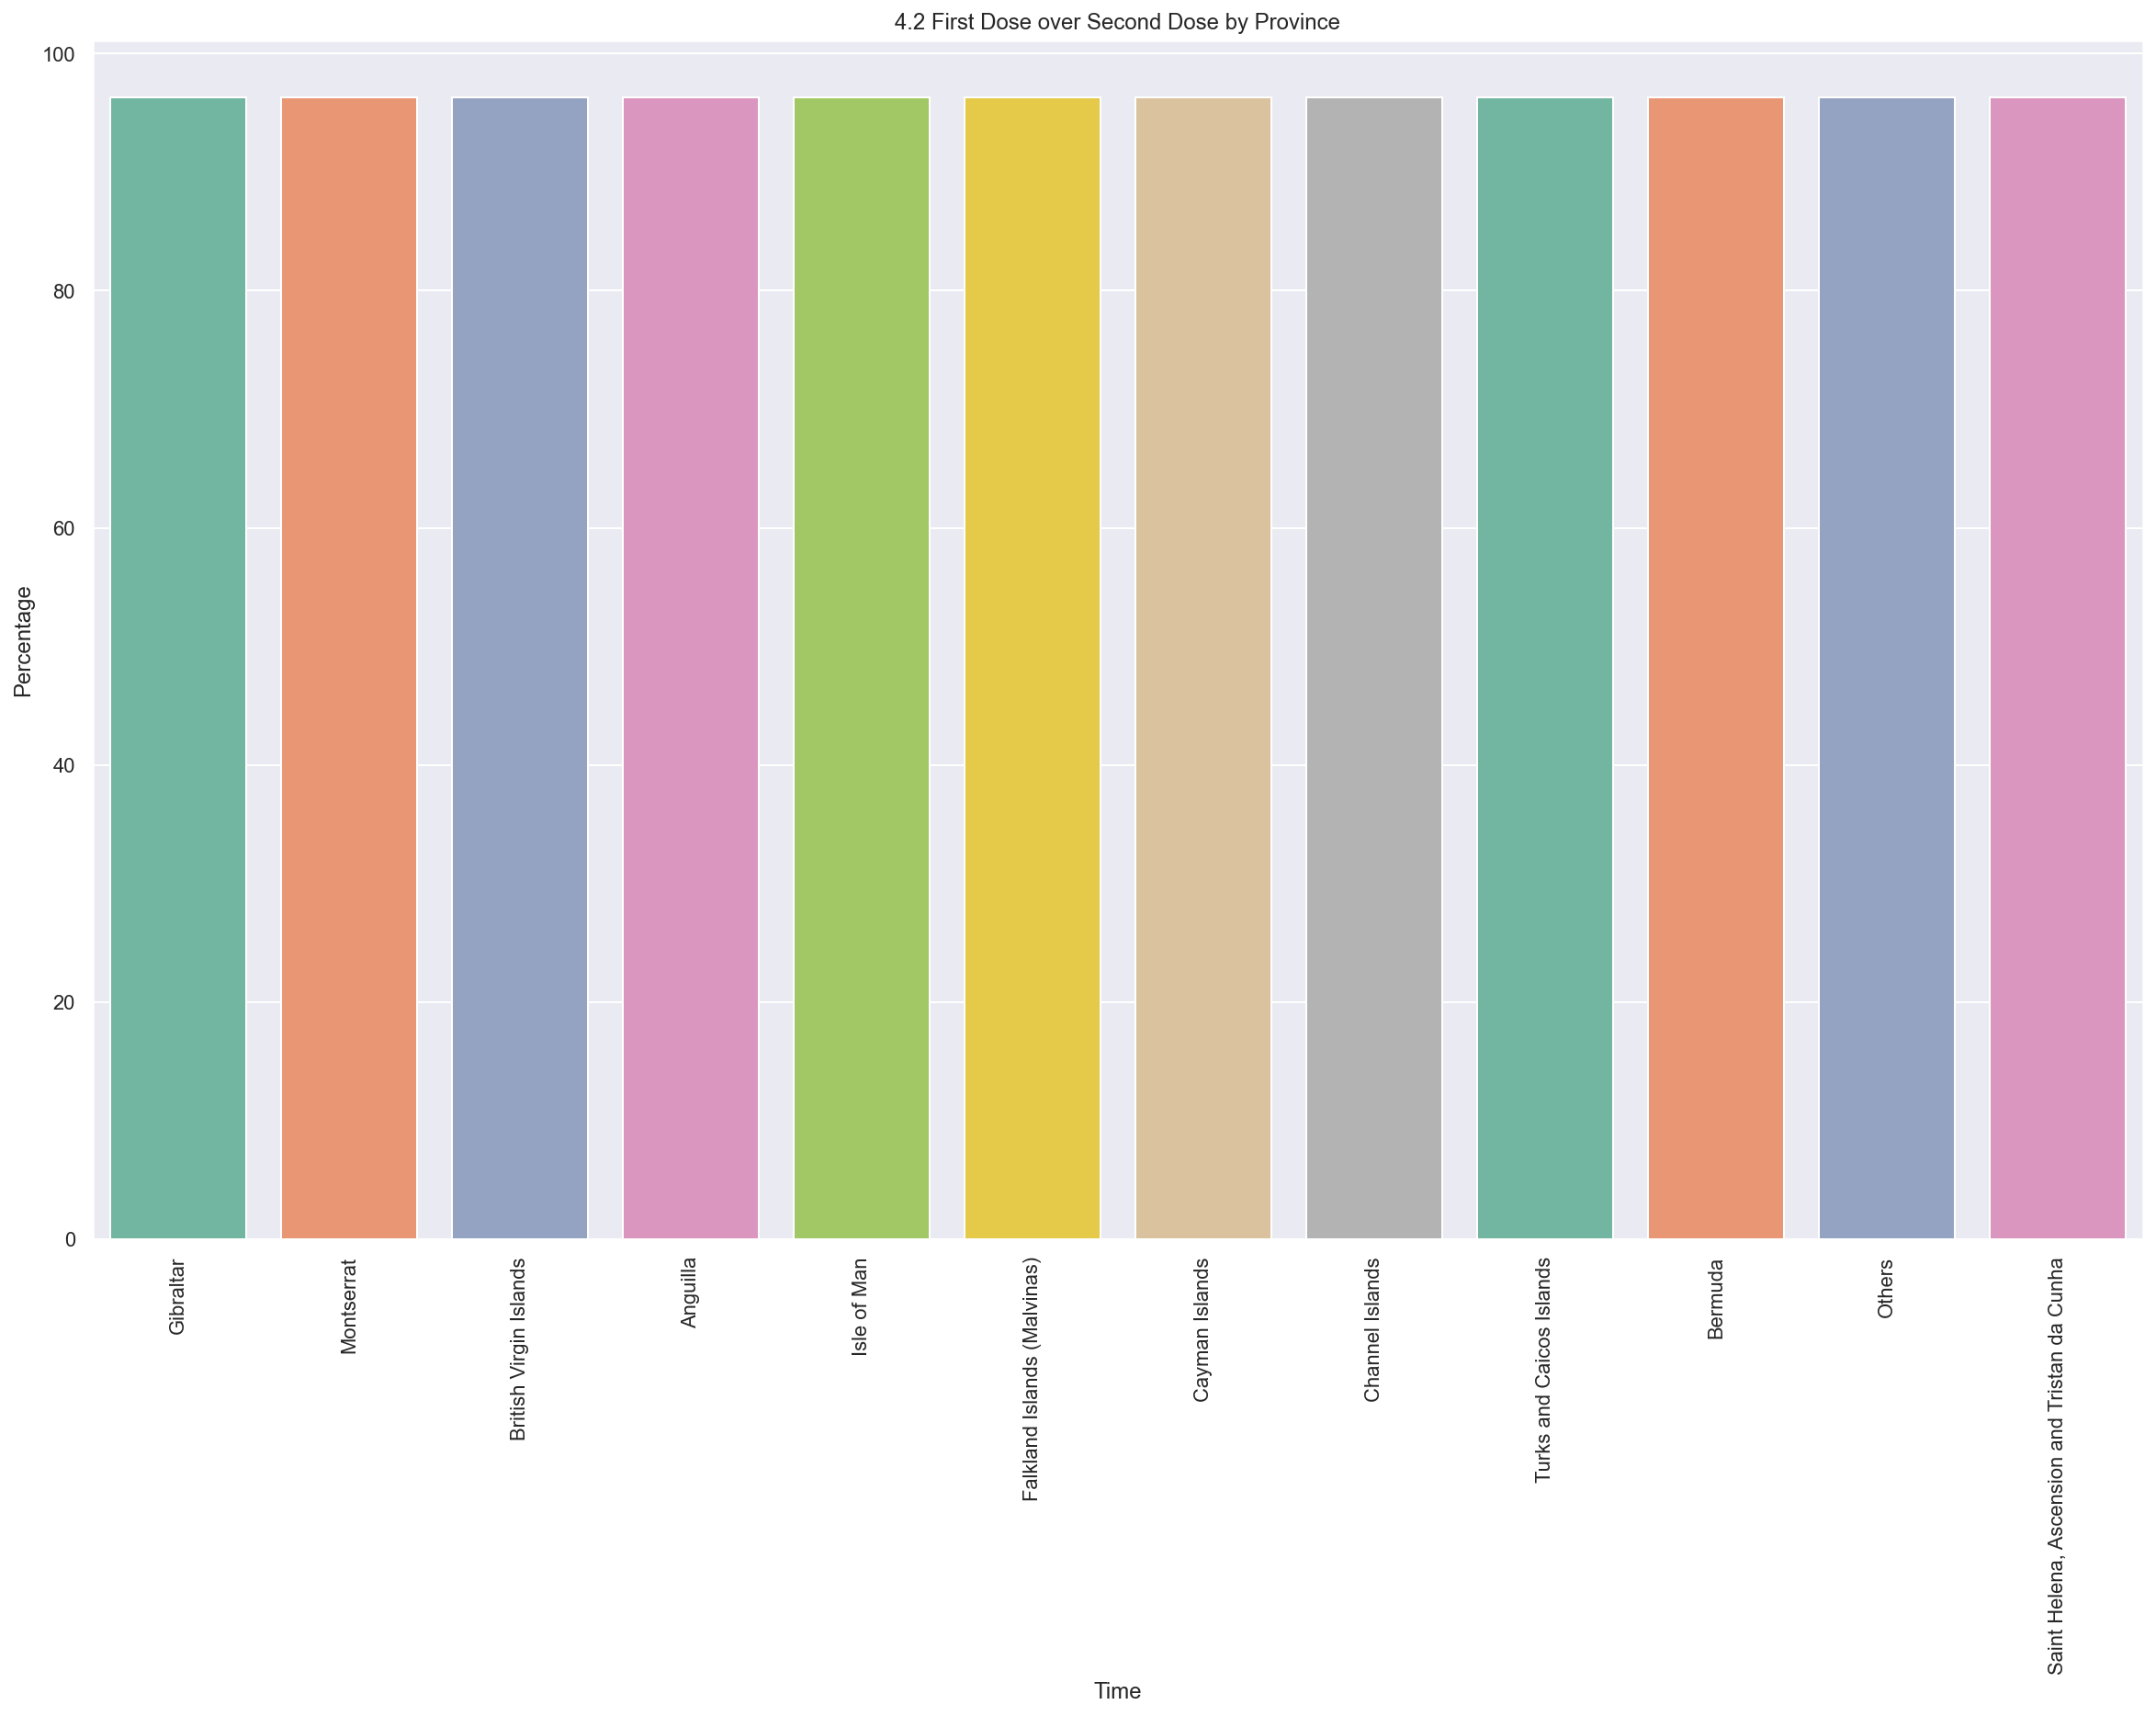 4.2 First Dose over Second Dose by Province
100
80
60
40
20
0
Percentage
Gibraltar
Montserrat
British Virgin Islands
Anguilla
Isle of Man
Falkland Islands (Malvinas)
Cayman Islands
Channel Islands
Turks and Caicos Islands
Bermuda
Others
Saint Helena, Ascension and Tristan da Cunha
Time